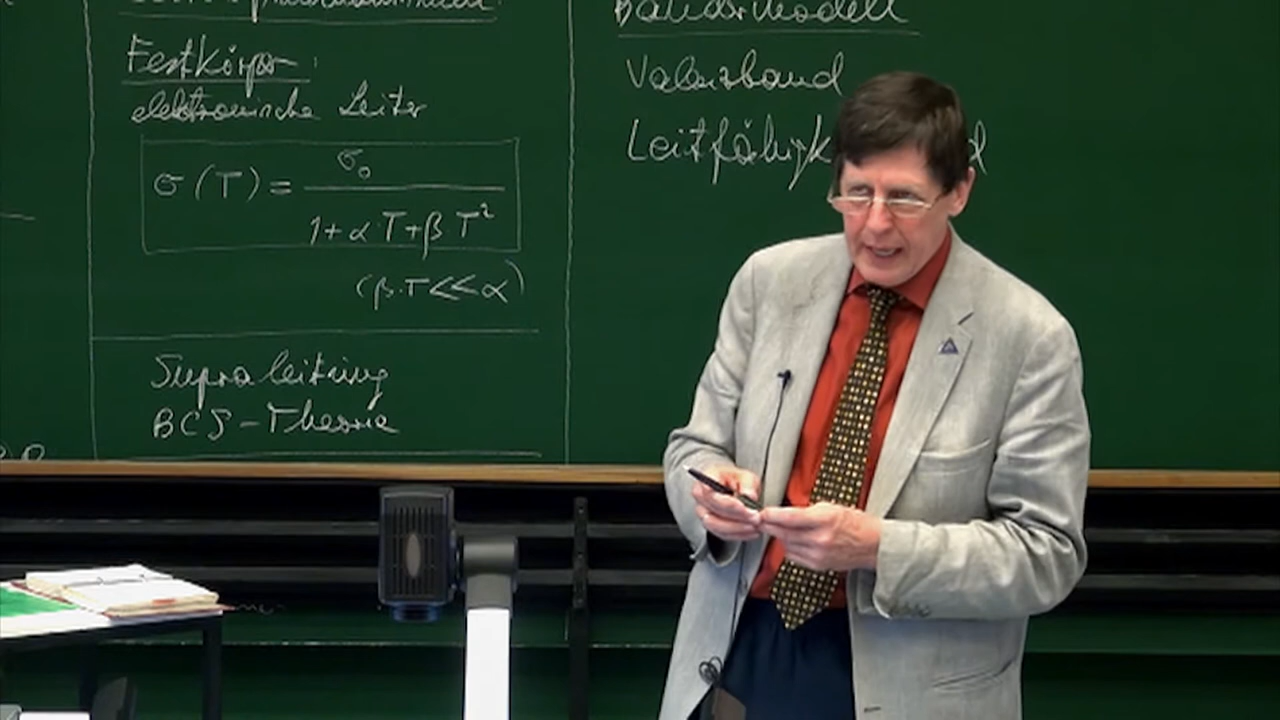 Festkörper:
elektronische Leiter
σ(T) = σ₀ / (1 + αT + βT²)
(β·T << α)
Supraleitung
BCS-Theorie
Bändermodell
Valenzband
Leitfähigk d